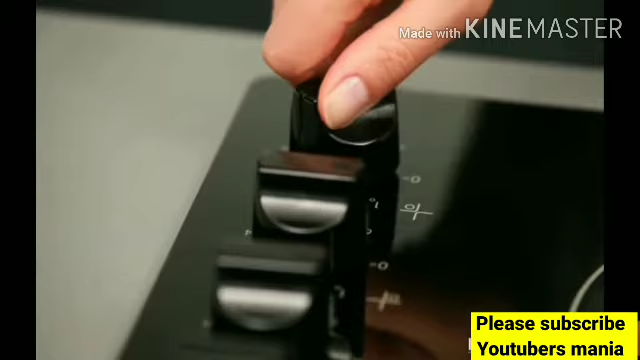 Made with KINEMASTER
Please subscribe
Youtubers mania